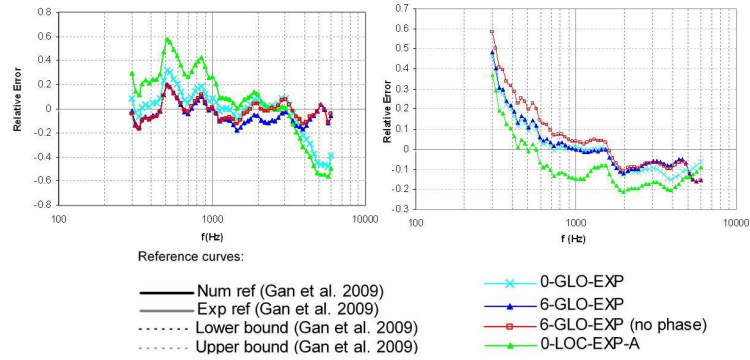 0.8
0.6
0.4
0.2
0
-0.2
-0.4
-0.6
0.8
Relative Error
100
1000
10000
f(Hz)
0.7
0.6
0.5
0.4
0.3
0.2
0.1
0
-0.1
-0.2
-0.3
Relative Error
100
1000
10000
f (Hz)
Reference curves:
Num ref (Gan et al. 2009)
Exp ref (Gan et al. 2009)
Lower bound (Gan et al. 2009)
Upper bound (Gan et al. 2009)
0-GLO-EXP
6-GLO-EXP
6-GLO-EXP (no phase)
0-LOC-EXP-A